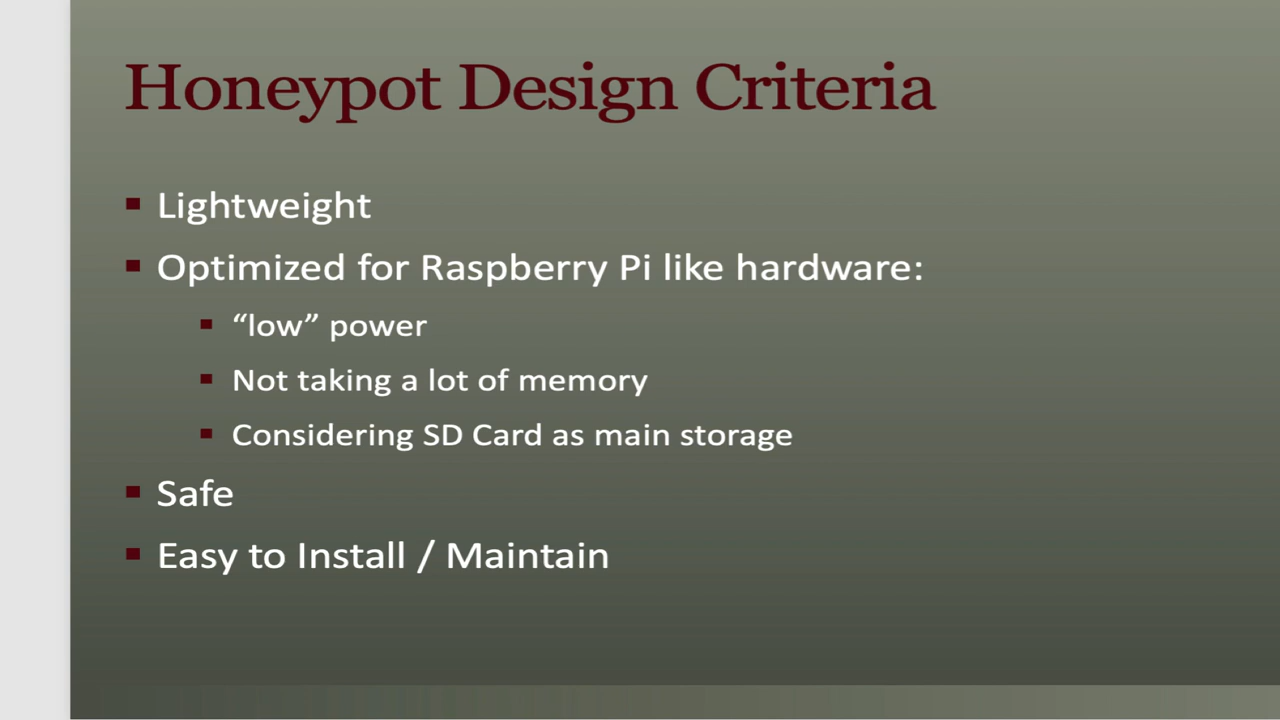 Honeypot Design Criteria
Lightweight
Optimized for Raspberry Pi like hardware:
“low” power
Not taking a lot of memory
Considering SD Card as main storage
Safe
Easy to Install / Maintain